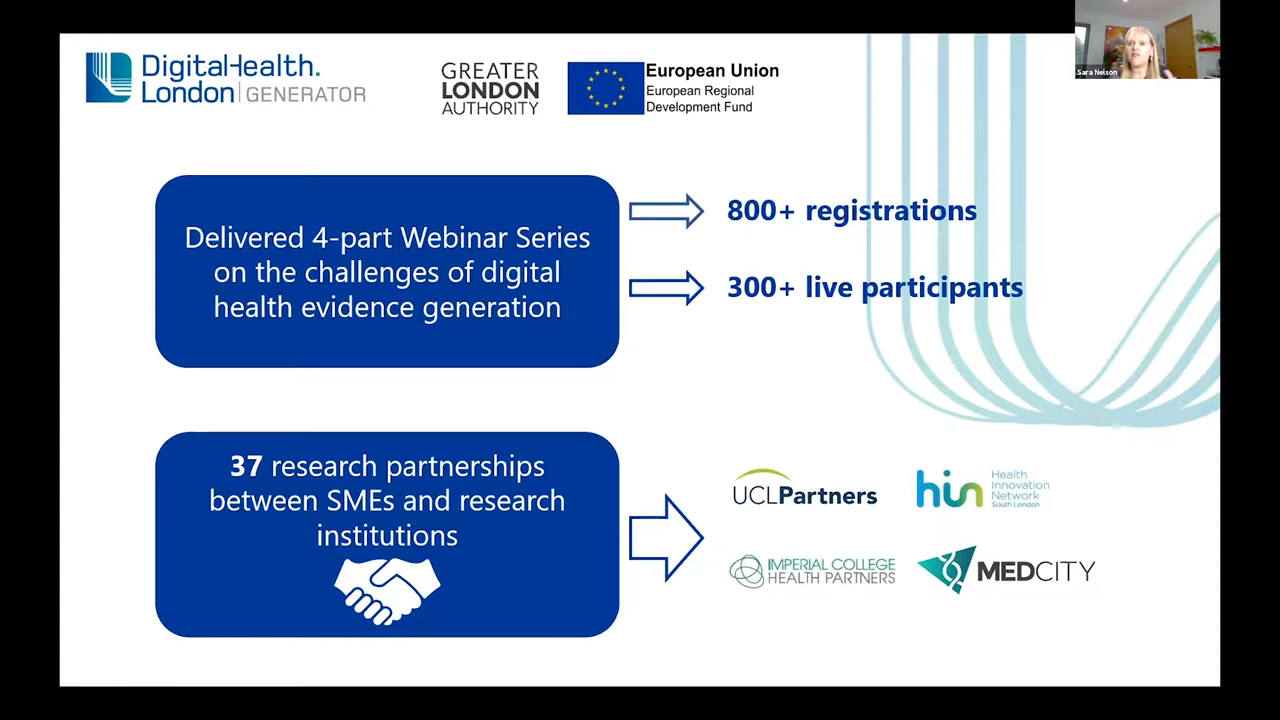 DigitalHealth.
London GENERATOR
GREATER
LONDON
AUTHORITY
European Union
European Regional
Development Fund
Sara Nelson
Delivered 4-part Webinar Series
on the challenges of digital
health evidence generation
800+ registrations
300+ live participants
37 research partnerships
between SMEs and research
institutions
UCLPartners
hin
Health
Innovation
Network
South London
IMPERIAL COLLEGE
HEALTH PARTNERS
MEDCITY